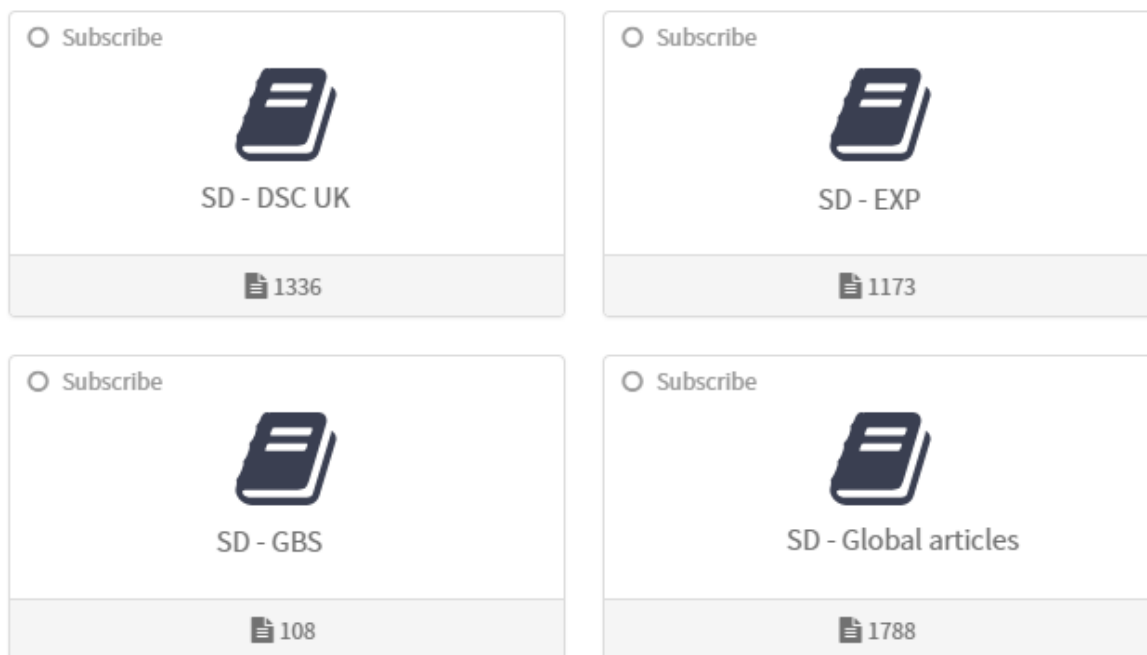 Subscribe
SD - DSC UK
1336
Subscribe
SD - EXP
1173
Subscribe
SD - GBS
108
Subscribe
SD - Global articles
1788